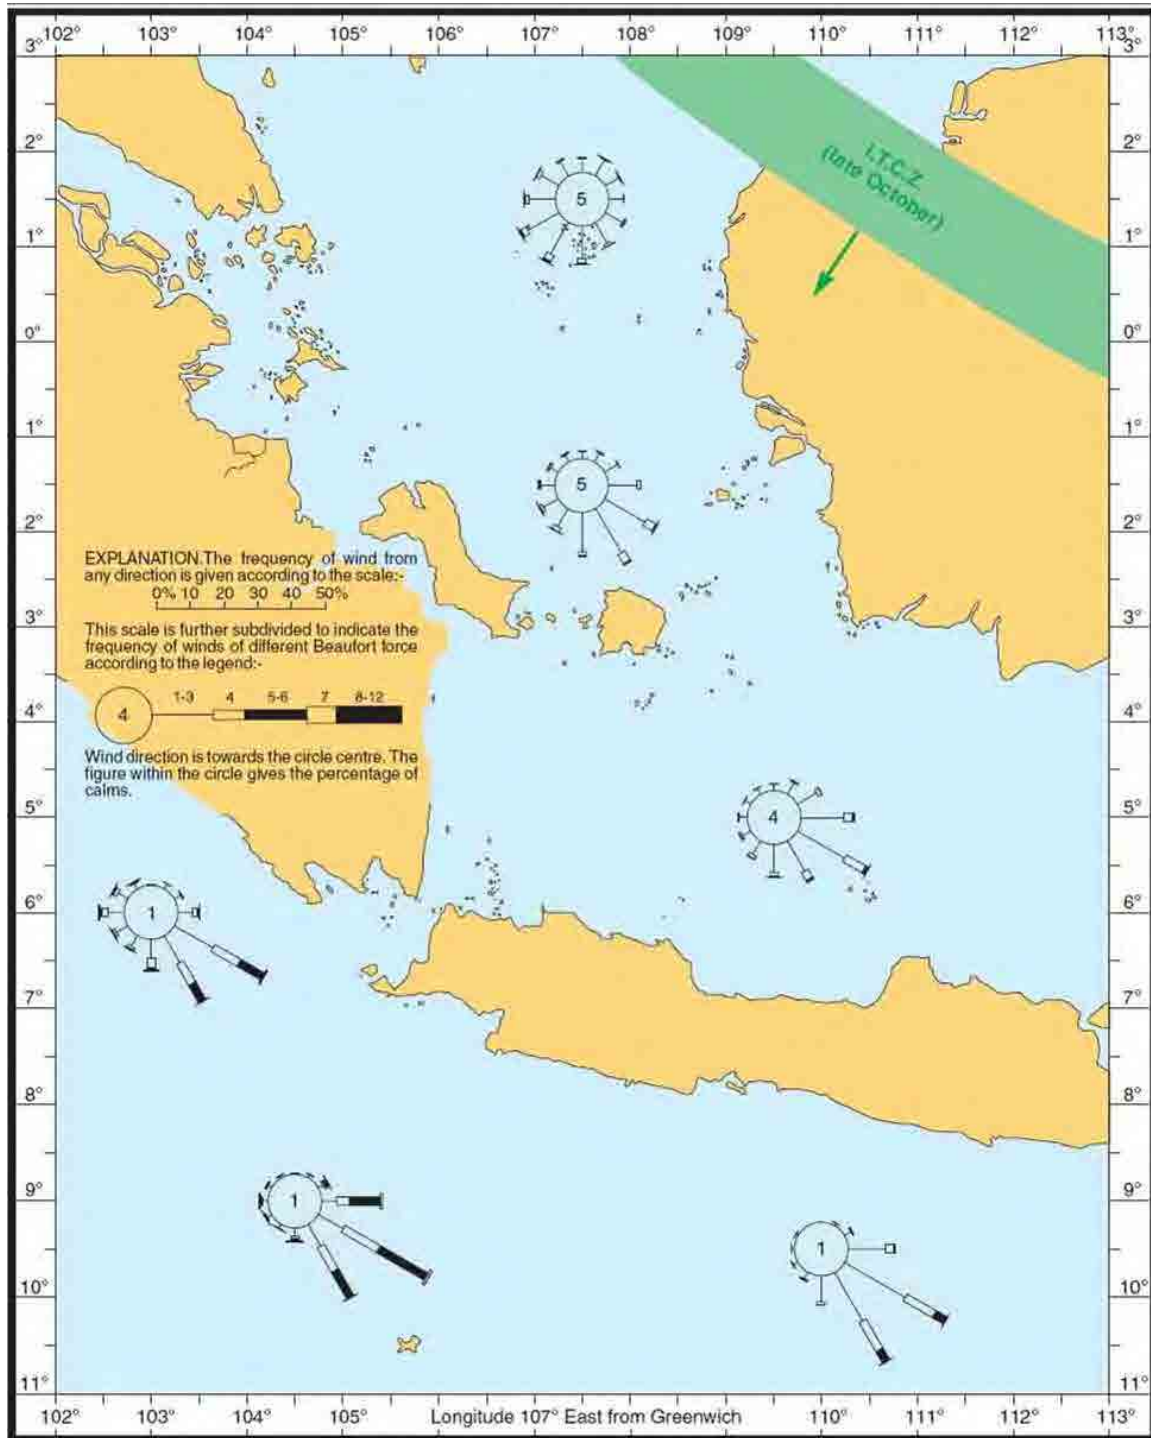 102° 103° 104° 105° 106° 107° 108° 109° 110° 111° 112° 113°
3° 3°
2° 2°
I.T.C.Z
(late October)
5
1° 1°
0° 0°
1° 1°
5
2° 2°
EXPLANATION.The frequency of wind from
any direction is given according to the scale:-
0% 10 20 30 40 50%
3° 3°
This scale is further subdivided to indicate the
frequency of winds of different Beaufort force
according to the legend:-
1-3 4 5-6 7 8-12
4
4° 4°
Wind direction is towards the circle centre. The
figure within the circle gives the percentage of
calms.
5° 4 5°
1
6° 6°
7° 7°
8° 8°
9° 1 9°
1
10° 10°
11° 11°
102° 103° 104° 105° Longitude 107° East from Greenwich 110° 111° 112° 113°